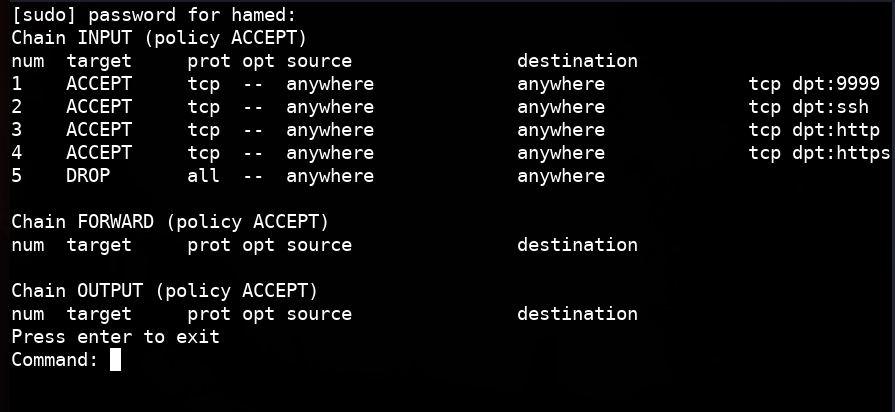 [sudo] password for hamed:
Chain INPUT (policy ACCEPT)
num  target     prot opt source               destination
1    ACCEPT     tcp  --  anywhere             anywhere             tcp dpt:9999
2    ACCEPT     tcp  --  anywhere             anywhere             tcp dpt:ssh
3    ACCEPT     tcp  --  anywhere             anywhere             tcp dpt:http
4    ACCEPT     tcp  --  anywhere             anywhere             tcp dpt:https
5    DROP       all  --  anywhere             anywhere

Chain FORWARD (policy ACCEPT)
num  target     prot opt source               destination

Chain OUTPUT (policy ACCEPT)
num  target     prot opt source               destination
Press enter to exit
Command: